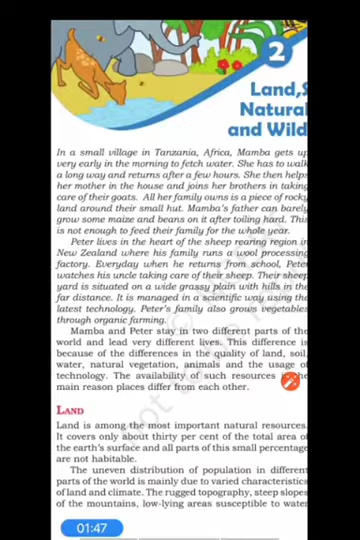 2
Land, S
Natural
and Wild
In a small village in Tanzania, Africa, Mamba gets up
very early in the morning to fetch water. She has to walk
a long way and returns after a few hours. She then helps
her mother in the house and joins her brothers in taking
care of their goats. All her family owns is a piece of rocky
land around their small hut. Mamba's father can barely
grow some maize and beans on it after toiling hard. This
is not enough to feed their family for the whole year.
Peter lives in the heart of the sheep rearing region in
New Zealand where his family runs a wool processing
factory. Everyday when he returns from school, Peter
watches his uncle taking care of their sheep. Their sheep
yard is situated on a wide grassy plain with hills in the
far distance. It is managed in a scientific way using the
latest technology. Peter's family also grows vegetables
through organic farming.
Mamba and Peter stay in two different parts of the
world and lead very different lives. This difference is
because of the differences in the quality of land, soil,
water, natural vegetation, animals and the usage of
technology. The availability of such resources is the
main reason places differ from each other.
LAND
Land is among the most important natural resources.
It covers only about thirty per cent of the total area of
the earth's surface and all parts of this small percentage
are not habitable.
The uneven distribution of population in different
parts of the world is mainly due to varied characteristics
of land and climate. The rugged topography, steep slopes
of the mountains, low-lying areas susceptible to water
01:47